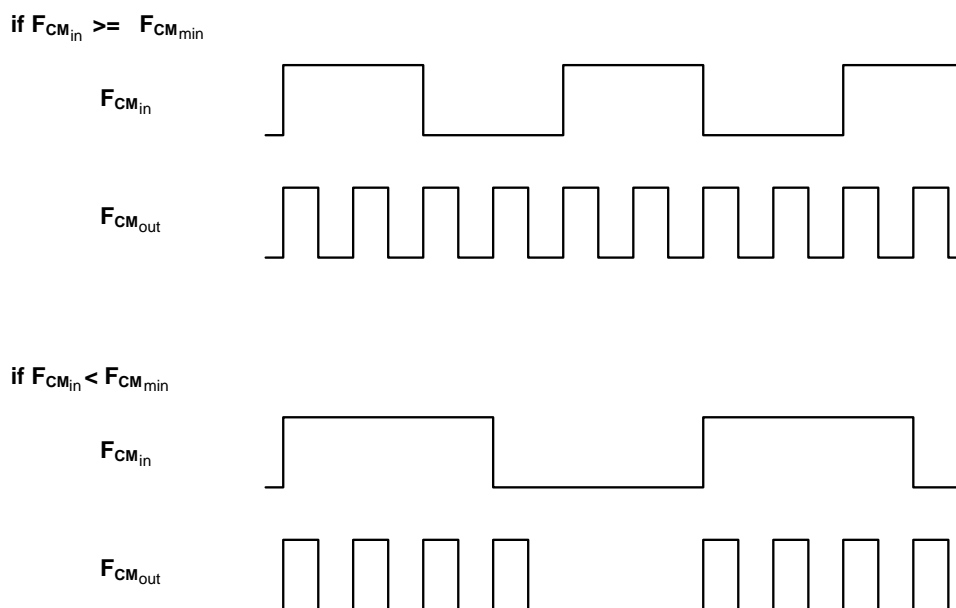 if FCMin >= FCMmin
FCMin
FCMout
if FCMin < FCMmin
FCMin
FCMout